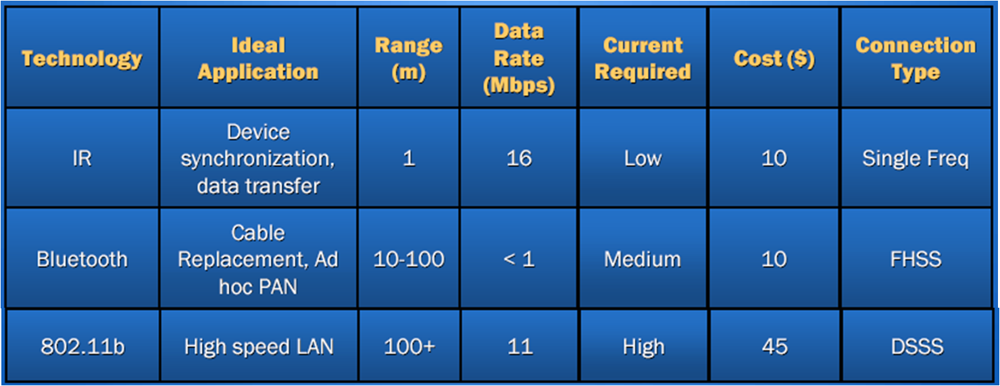 Technology
Ideal
Application
Range
(m)
Data
Rate
(Mbps)
Current
Required
Cost ($)
Connection
Type
IR
Device
synchronization,
data transfer
1
16
Low
10
Single Freq
Bluetooth
Cable
Replacement, Ad
hoc PAN
10-100
< 1
Medium
10
FHSS
802.11b
High speed LAN
100+
11
High
45
DSSS